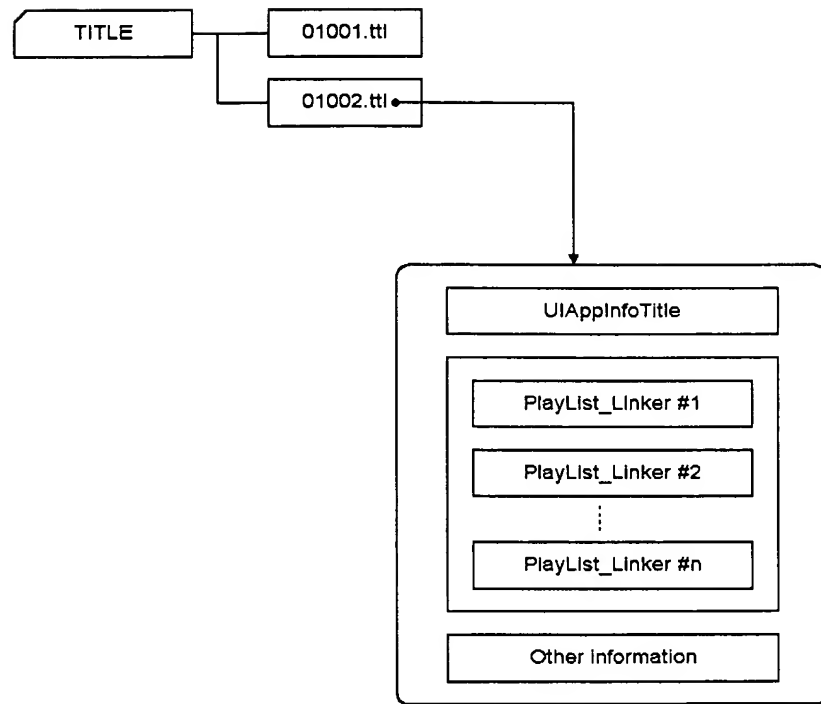 TITLE
01001.ttl
01002.ttl
UIAppInfoTitle
PlayList_Linker #1
PlayList_Linker #2
PlayList_Linker #n
Other information